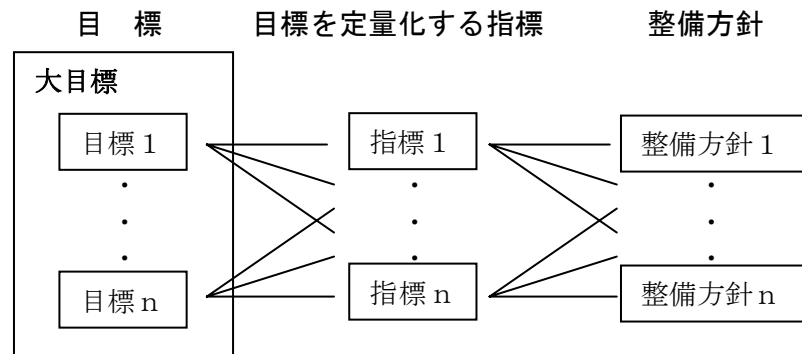 目　標　目標を定量化する指標　整備方針
大目標
目標１　指標１　整備方針１
・　・　・
・　・　・
・　・　・
目標ｎ　指標ｎ　整備方針ｎ